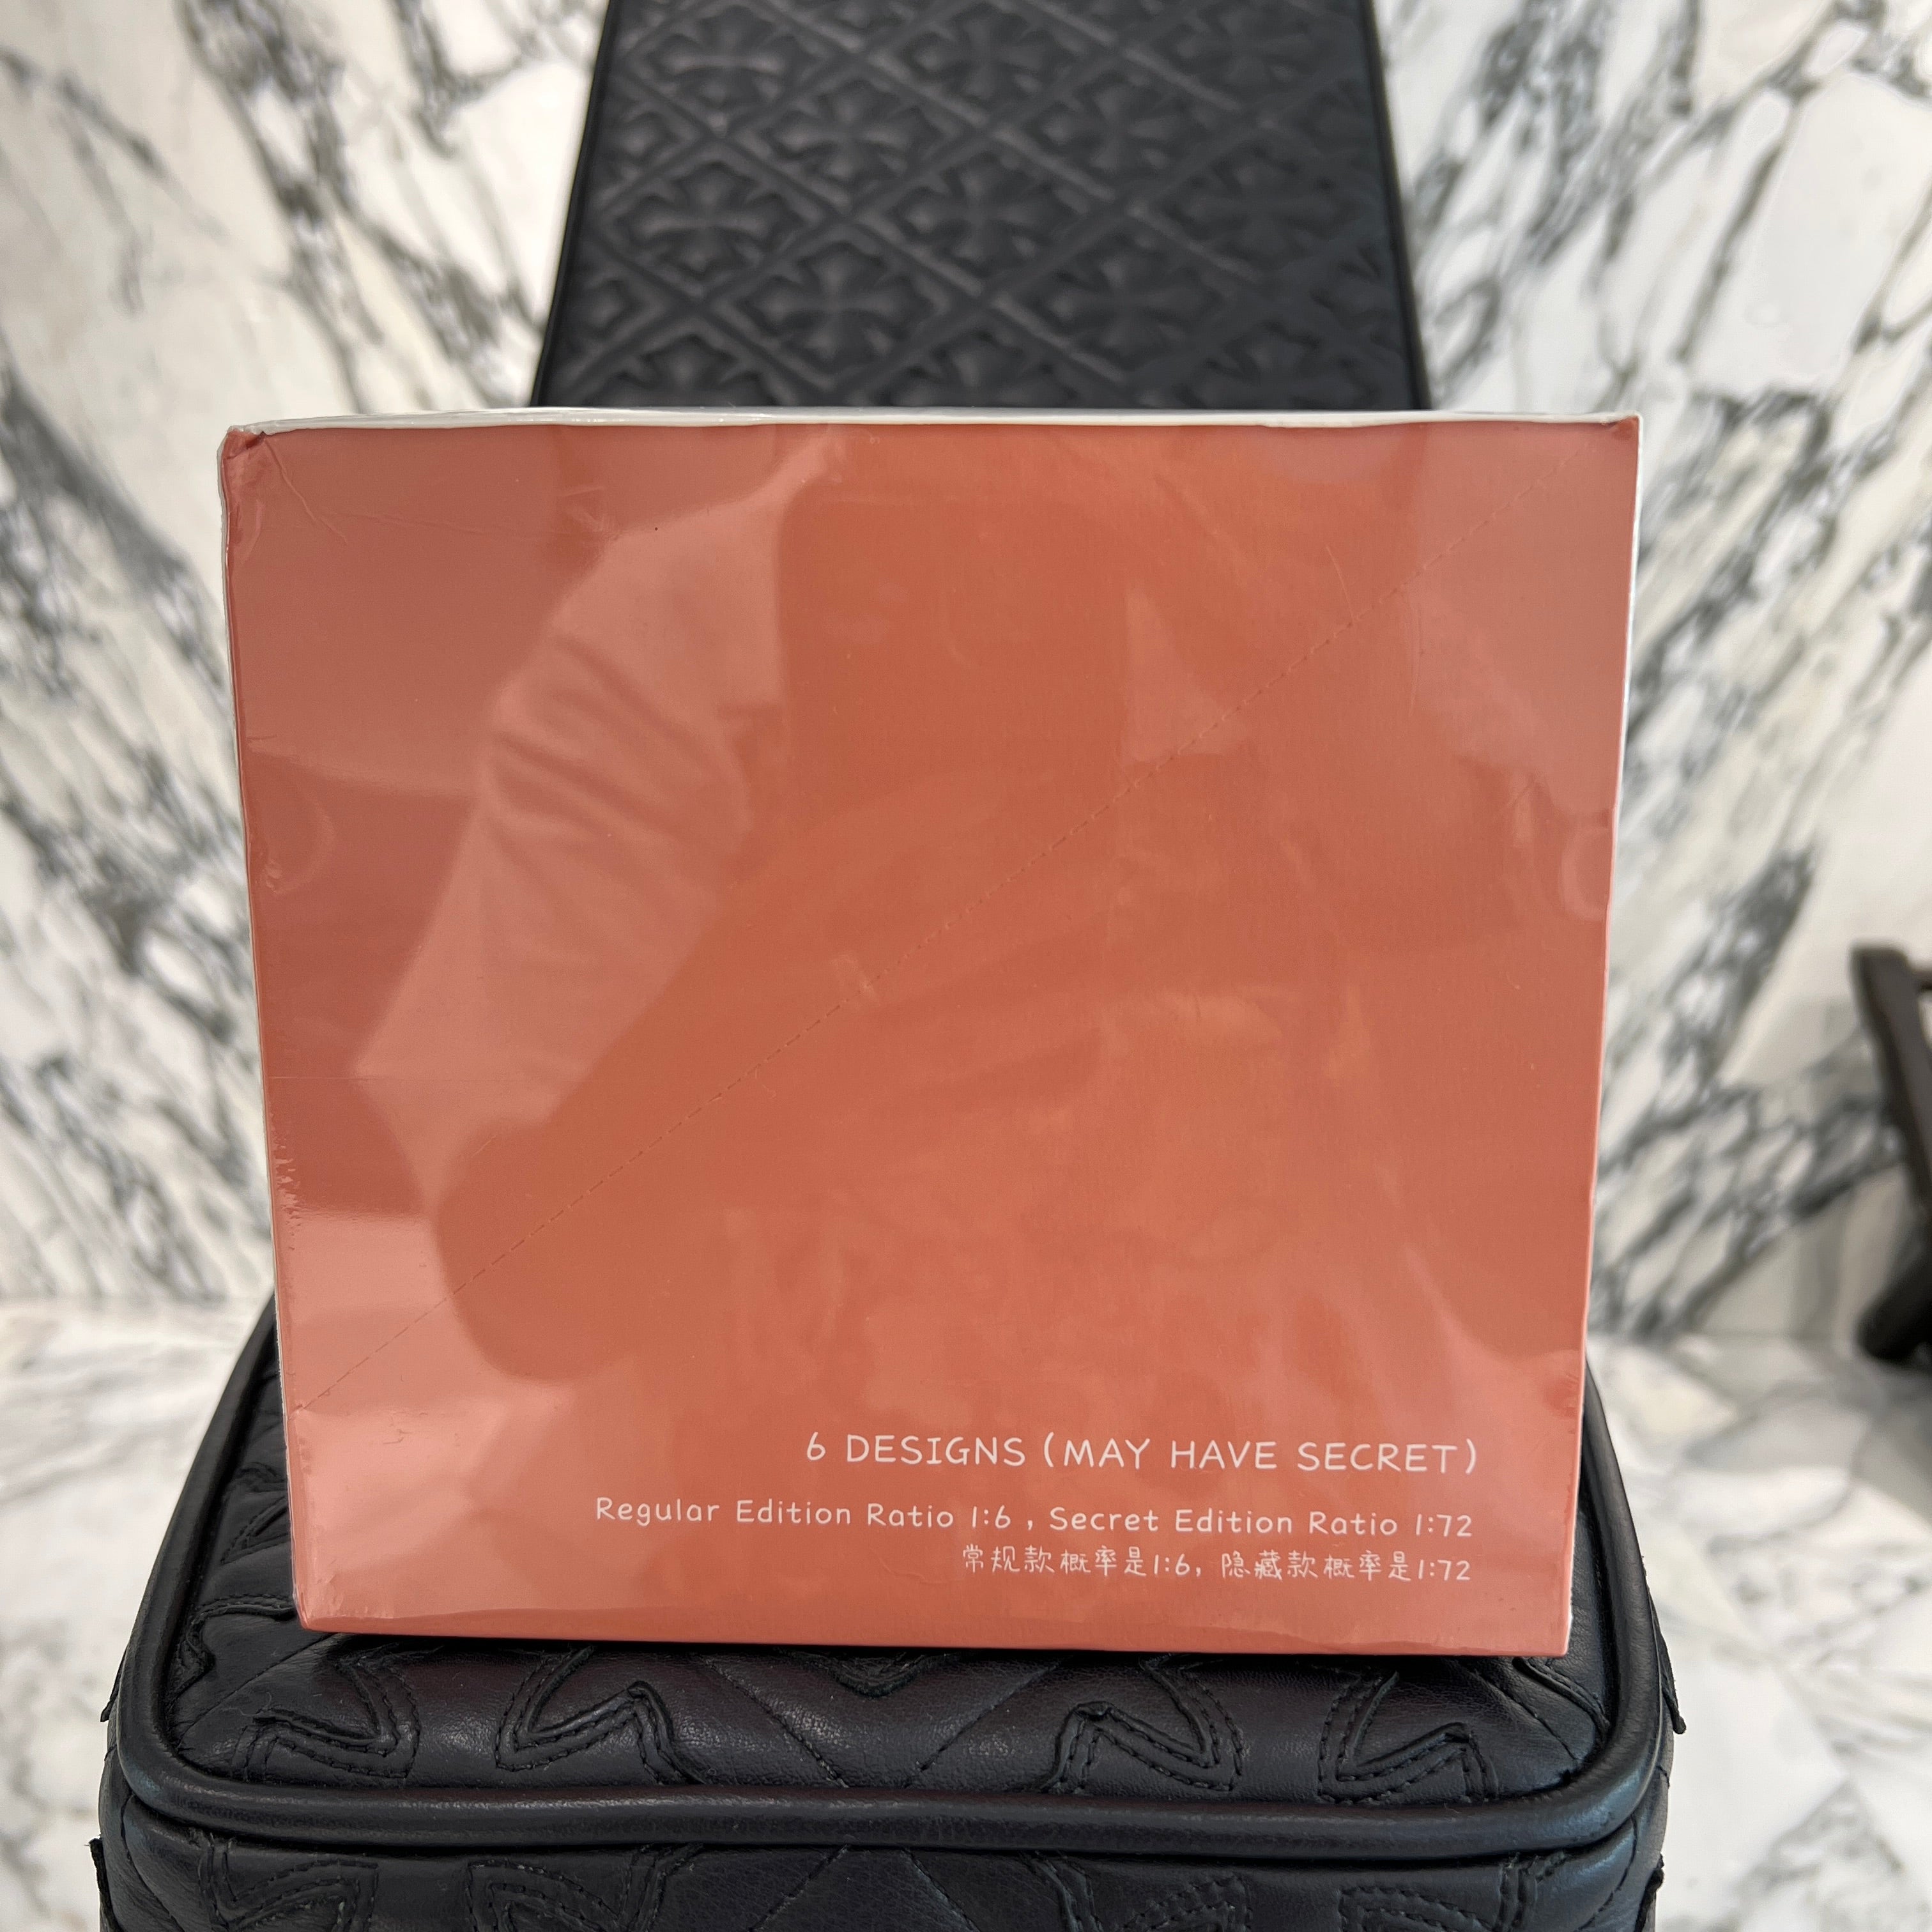 6 DESIGNS (MAY HAVE SECRET)
Regular Edition Ratio 1:6 , Secret Edition Ratio 1:72
常规款概率是1:6, 隐藏款概率是1:72